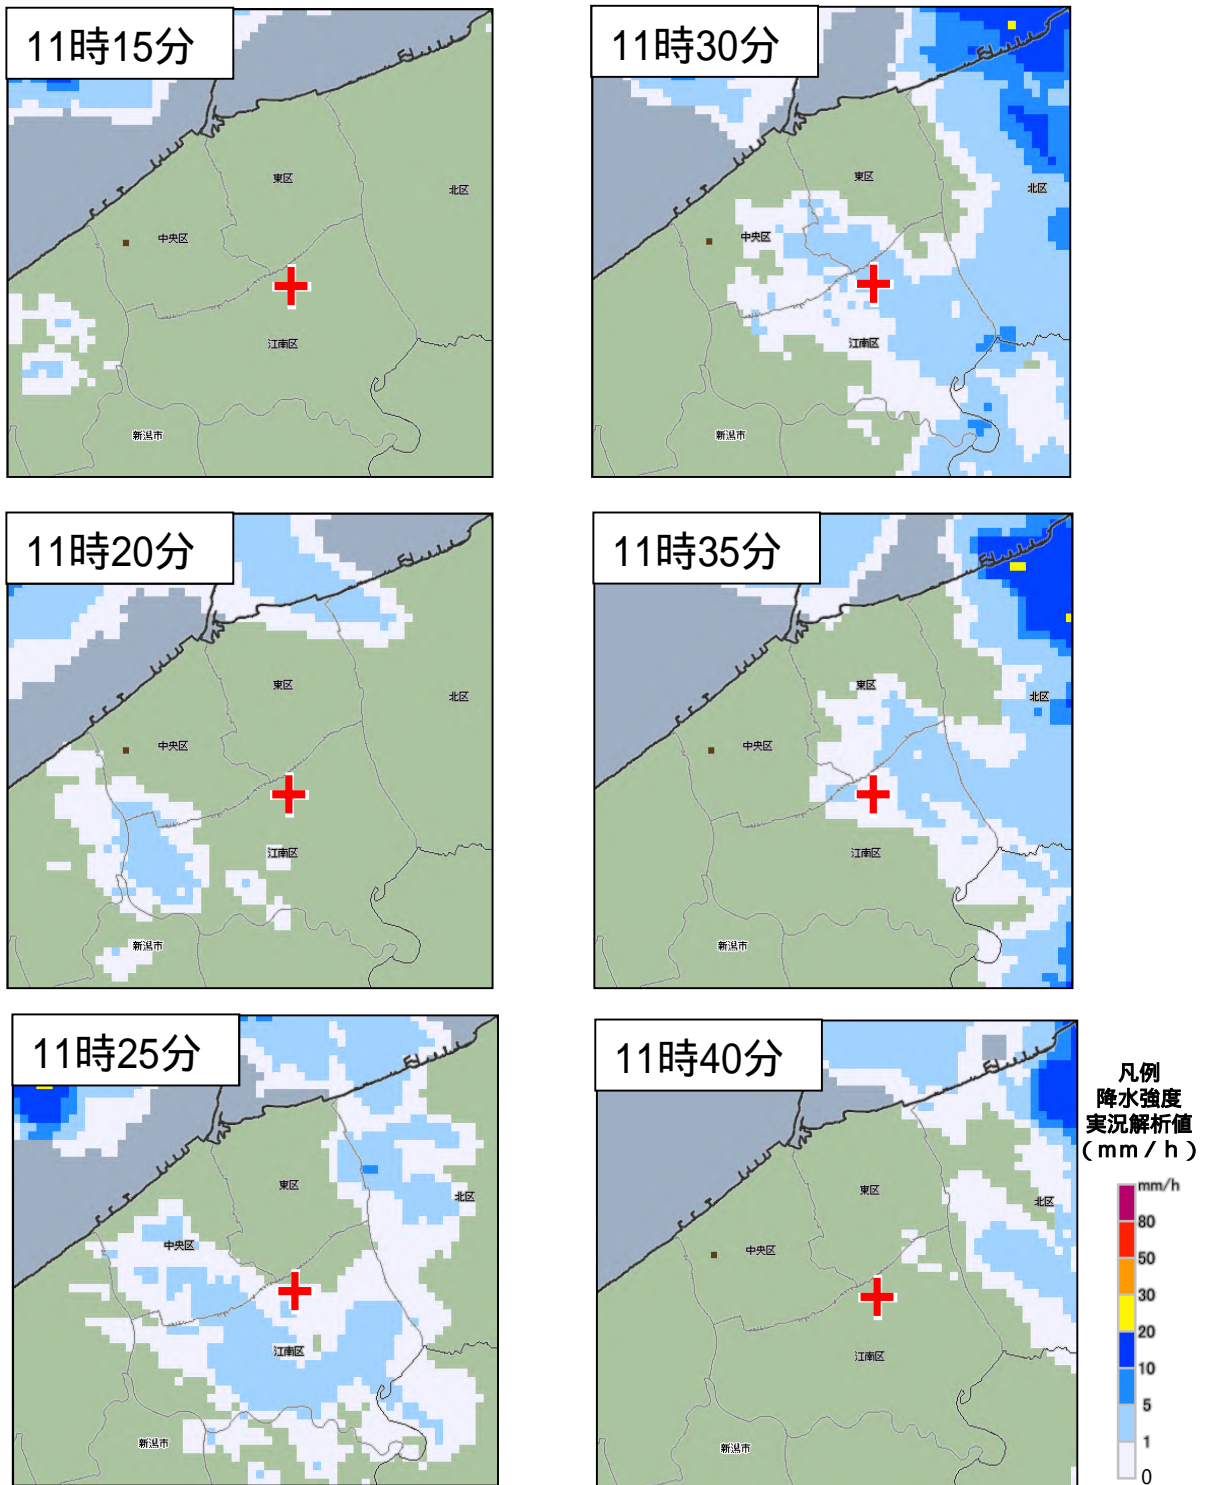 11時15分
東区
北区
中央区
江南区
新潟市
11時30分
東区
北区
中央区
江南区
新潟市
11時20分
東区
北区
中央区
江南区
新潟市
11時35分
東区
北区
中央区
江南区
新潟市
11時25分
東区
北区
中央区
江南区
新潟市
11時40分
東区
北区
中央区
江南区
新潟市
凡例
降水強度
実況解析値
(mm/h)
mm/h
80
50
30
20
10
5
1
0